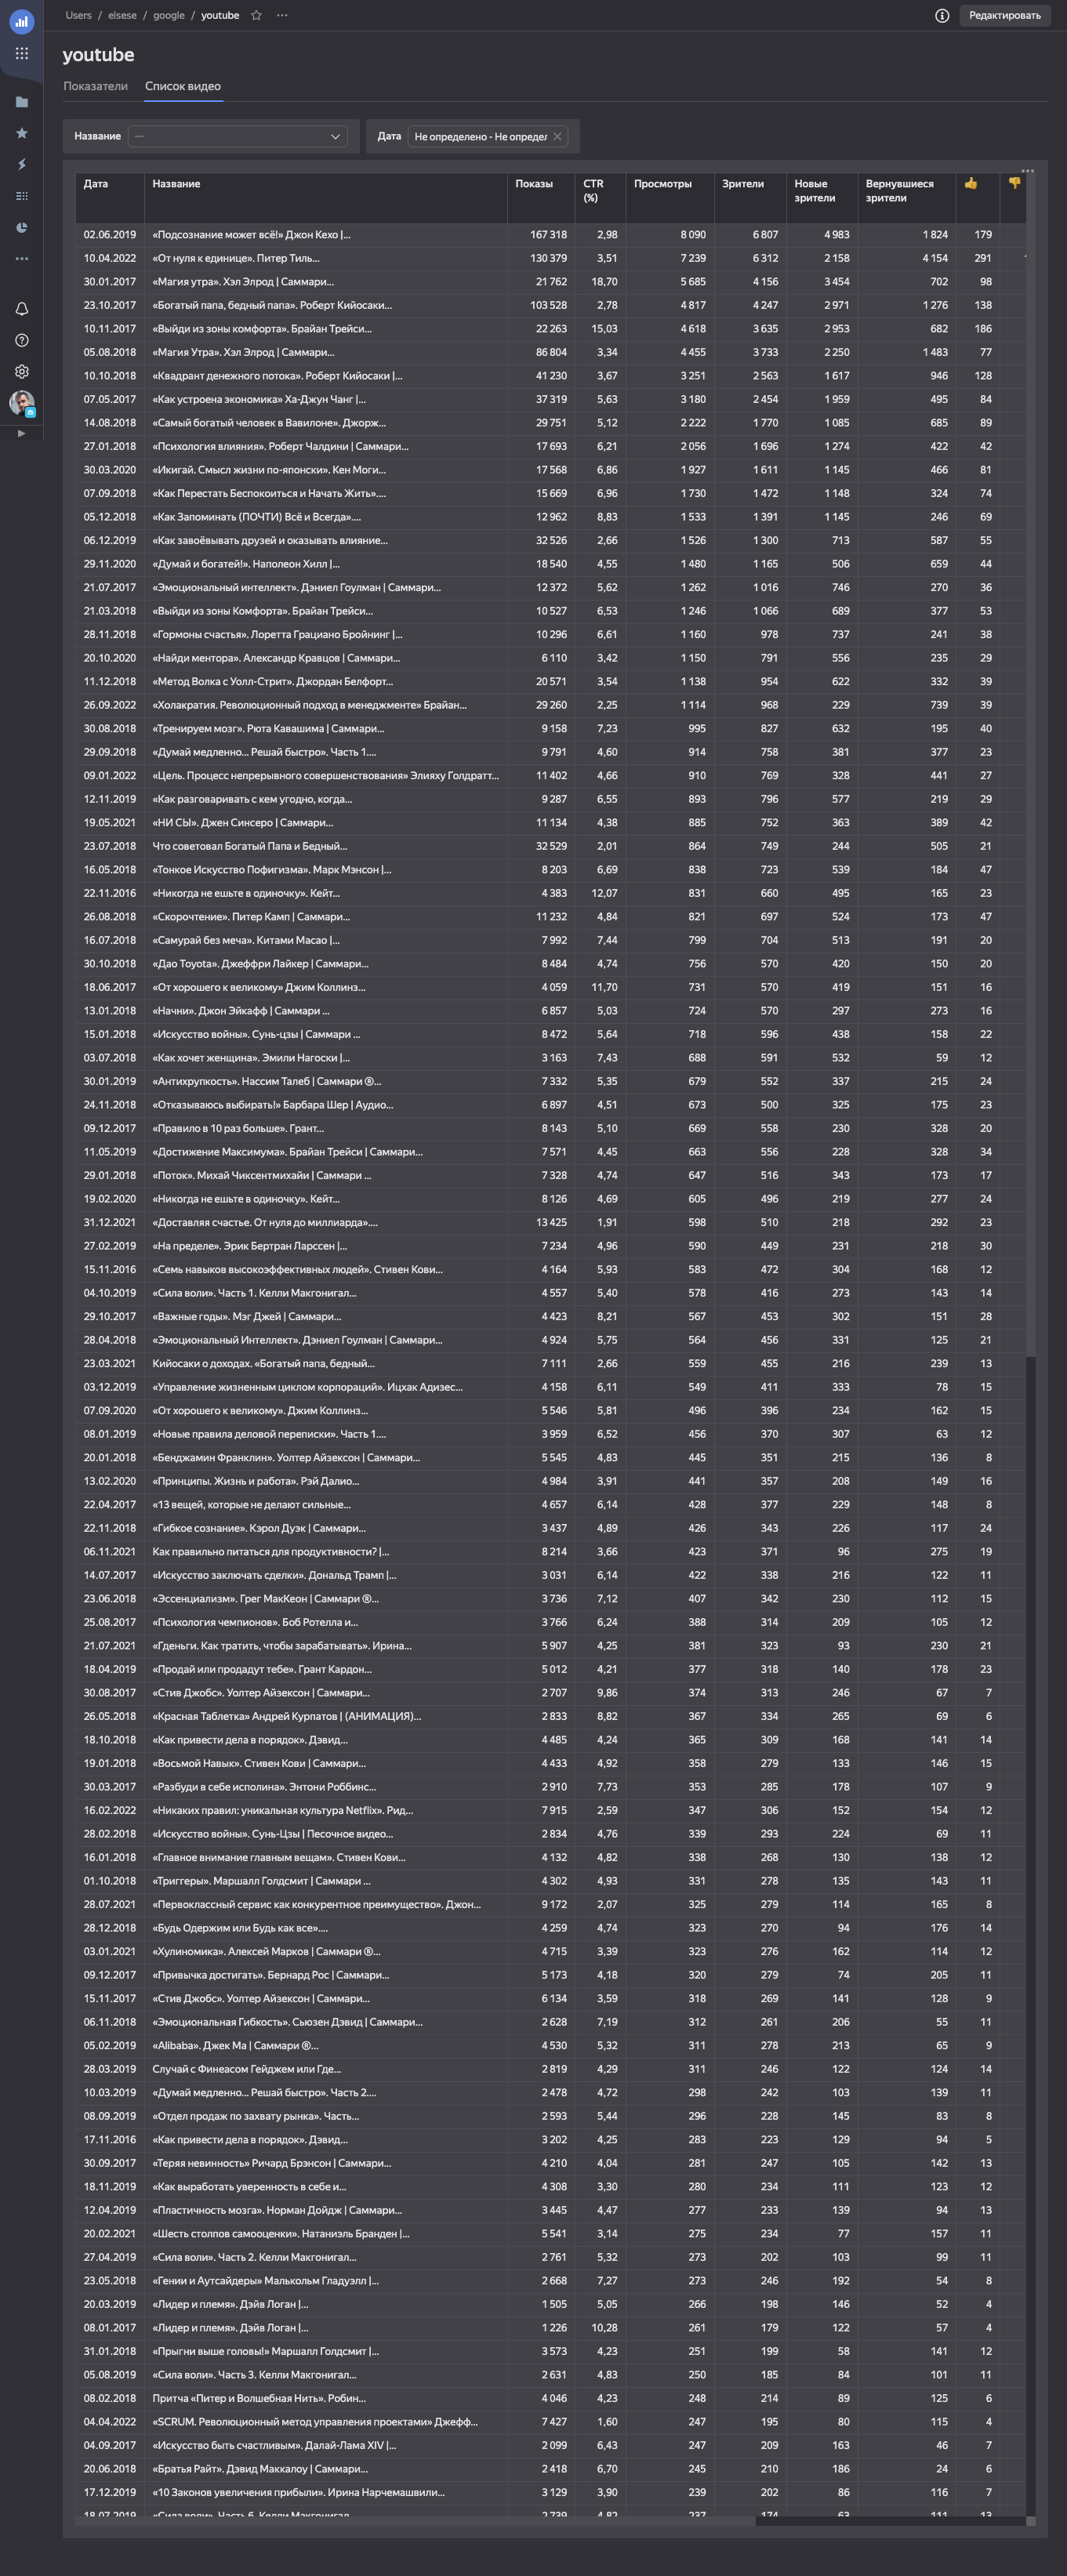 Users / eisese / google / youtube
Редактировать
youtube
Показатели Список видео
Название — Дата Не определено - Не определ
Дата Название Показы CTR (%) Просмотры Зрители Новые зрители Вернувшиеся зрители 👍 👎
02.06.2019 «Подсознание может всё!» Джон Кехо |... 167 318 2,98 8 090 6 807 4 983 1 824 179
10.04.2022 «От нуля к единице». Питер Тиль... 130 379 3,51 7 239 6 312 2 158 4 154 291
30.01.2017 «Магия утра». Хэл Элрод | Саммари... 21 762 18,70 5 685 4 156 3 454 702 98
23.10.2017 «Богатый папа, бедный папа». Роберт Кийосаки... 103 528 2,78 4 817 4 247 2 971 1 276 138
10.11.2017 «Выйди из зоны комфорта». Брайан Трейси... 22 263 15,03 4 618 3 635 2 953 682 186
05.08.2018 «Магия Утра». Хэл Элрод | Саммари... 86 804 3,34 4 455 3 733 2 250 1 483 77
10.10.2018 «Квадрант денежного потока». Роберт Кийосаки |... 41 230 3,67 3 251 2 563 1 617 946 128
07.05.2017 «Как устроена экономика» Ха-Джун Чанг |... 37 319 5,63 3 180 2 454 1 959 495 84
14.08.2018 «Самый богатый человек в Вавилоне». Джорж... 29 751 5,12 2 222 1 770 1 085 685 89
27.01.2018 «Психология влияния». Роберт Чалдини | Саммари... 17 693 6,21 2 056 1 696 1 274 422 42
30.03.2020 «Икигай. Смысл жизни по-японски». Кен Моги... 17 568 6,86 1 927 1 611 1 145 466 81
07.09.2018 «Как Перестать Беспокоиться и Начать Жить».... 15 669 6,96 1 730 1 472 1 148 324 74
05.12.2018 «Как Запоминать (ПОЧТИ) Всё и Всегда».... 12 962 8,83 1 533 1 391 1 145 246 69
06.12.2019 «Как завоёвывать друзей и оказывать влияние... 32 526 2,66 1 526 1 300 713 587 55
29.11.2020 «Думай и богатей!». Наполеон Хилл |... 18 540 4,55 1 480 1 165 506 659 44
21.07.2017 «Эмоциональный интеллект». Дэниел Гоулман | Саммари... 12 372 5,62 1 262 1 016 746 270 36
21.03.2018 «Выйди из зоны Комфорта». Брайан Трейси... 10 527 6,53 1 246 1 066 689 377 53
28.11.2018 «Гормоны счастья». Лоретта Грациано Бройнинг |... 10 296 6,61 1 160 978 737 241 38
20.10.2020 «Найди ментора». Александр Кравцов | Саммари... 6 110 3,42 1 150 791 556 235 29
11.12.2018 «Метод Волка с Уолл-Стрит». Джордан Белфорт... 20 571 3,54 1 138 954 622 332 39
26.09.2022 «Холакратия. Революционный подход в менеджменте» Брайан... 29 260 2,25 1 114 968 229 739 39
30.08.2018 «Тренируем мозг». Рюта Кавашима | Саммари... 9 158 7,23 995 827 632 195 40
29.09.2018 «Думай медленно... Решай быстро». Часть 1.... 9 791 4,60 914 758 381 377 23
09.01.2022 «Цель. Процесс непрерывного совершенствования» Элияху Голдратт... 11 402 4,66 910 769 328 441 27
12.11.2019 «Как разговаривать с кем угодно, когда... 9 287 6,55 893 796 577 219 29
19.05.2021 «НИ СЫ». Джен Синсеро | Саммари... 11 134 4,38 885 752 363 389 42
23.07.2018 Что советовал Богатый Папа и Бедный... 32 529 2,01 864 749 244 505 21
16.05.2018 «Тонкое Искусство Пофигизма». Марк Мэнсон |... 8 203 6,69 838 723 539 184 47
22.11.2016 «Никогда не ешьте в одиночку». Кейт... 4 383 12,07 831 660 495 165 23
26.08.2018 «Скорочтение». Питер Камп | Саммари... 11 232 4,84 821 697 524 173 47
16.07.2018 «Самурай без меча». Китами Масао |... 7 992 7,44 799 704 513 191 20
30.10.2018 «Дао Toyota». Джеффри Лайкер | Саммари... 8 484 4,74 756 570 420 150 20
18.06.2017 «От хорошего к великому» Джим Коллинз... 4 059 11,70 731 570 419 151 16
13.01.2018 «Начни». Джон Эйкафф | Саммари ... 6 857 5,03 724 570 297 273 16
15.01.2018 «Искусство войны». Сунь-цзы | Саммари ... 8 472 5,64 718 596 438 158 22
03.07.2018 «Как хочет женщина». Эмили Нагоски |... 3 163 7,43 688 591 532 59 12
30.01.2019 «Антихрупкость». Нассим Талеб | Саммари ®... 7 332 5,35 679 552 337 215 24
24.11.2018 «Отказываюсь выбирать!» Барбара Шер | Аудио... 6 897 4,51 673 500 325 175 23
09.12.2017 «Правило в 10 раз больше». Грант... 8 143 5,10 669 558 230 328 20
11.05.2019 «Достижение Максимума». Брайан Трейси | Саммари... 7 571 4,45 663 556 228 328 34
29.01.2018 «Поток». Михай Чиксентмихайи | Саммари ... 7 328 4,74 647 516 343 173 17
19.02.2020 «Никогда не ешьте в одиночку». Кейт... 8 126 4,69 605 496 219 277 24
31.12.2021 «Доставляя счастье. От нуля до миллиарда».... 13 425 1,91 598 510 218 292 23
27.02.2019 «На пределе». Эрик Бертран Ларссен |... 7 234 4,96 590 449 231 218 30
15.11.2016 «Семь навыков высокоэффективных людей». Стивен Кови... 4 164 5,93 583 472 304 168 12
04.10.2019 «Сила воли». Часть 1. Келли Макгонигал... 4 557 5,40 578 416 273 143 14
29.10.2017 «Важные годы». Мэг Джей | Саммари... 4 423 8,21 567 453 302 151 28
28.04.2018 «Эмоциональный Интеллект». Дэниел Гоулман | Саммари... 4 924 5,75 564 456 331 125 21
23.03.2021 Кийосаки о доходах. «Богатый папа, бедный... 7 111 2,66 559 455 216 239 13
03.12.2019 «Управление жизненным циклом корпораций». Ицхак Адизес... 4 158 6,11 549 411 333 78 15
07.09.2020 «От хорошего к великому». Джим Коллинз... 5 546 5,81 496 396 234 162 15
08.01.2019 «Новые правила деловой переписки». Часть 1.... 3 959 6,52 456 370 307 63 12
20.01.2018 «Бенджамин Франклин». Уолтер Айзексон | Саммари... 5 545 4,83 445 351 215 136 8
13.02.2020 «Принципы. Жизнь и работа». Рэй Далио... 4 984 3,91 441 357 208 149 16
22.04.2017 «13 вещей, которые не делают сильные... 4 657 6,14 428 377 229 148 8
22.11.2018 «Гибкое сознание». Кэрол Дуэк | Саммари... 3 437 4,89 426 343 226 117 24
06.11.2021 Как правильно питаться для продуктивности? |... 8 214 3,66 423 371 96 275 19
14.07.2017 «Искусство заключать сделки». Дональд Трамп |... 3 031 6,14 422 338 216 122 11
23.06.2018 «Эссенциализм». Грег МакКеон | Саммари ®... 3 736 7,12 407 342 230 112 15
25.08.2017 «Психология чемпионов». Боб Ротелла и... 3 766 6,24 388 314 209 105 12
21.07.2021 «Гденьги. Как тратить, чтобы зарабатывать». Ирина... 5 907 4,25 381 323 93 230 21
18.04.2019 «Продай или продадут тебе». Грант Кардон... 5 012 4,21 377 318 140 178 23
30.08.2017 «Стив Джобс». Уолтер Айзексон | Саммари... 2 707 9,86 374 313 246 67 7
26.05.2018 «Красная Таблетка» Андрей Курпатов | (АНИМАЦИЯ)... 2 833 8,82 367 334 265 69 6
18.10.2018 «Как привести дела в порядок». Дэвид... 4 485 4,24 365 309 168 141 14
19.01.2018 «Восьмой Навык». Стивен Кови | Саммари... 4 433 4,92 358 279 133 146 15
30.03.2017 «Разбуди в себе исполина». Энтони Роббинс... 2 910 7,73 353 285 178 107 9
16.02.2022 «Никаких правил: уникальная культура Netflix». Рид... 7 915 2,59 347 306 152 154 12
28.02.2018 «Искусство войны». Сунь-Цзы | Песочное видео... 2 834 4,76 339 293 224 69 11
16.01.2018 «Главное внимание главным вещам». Стивен Кови... 4 132 4,82 338 268 130 138 12
01.10.2018 «Триггеры». Маршалл Голдсмит | Саммари ... 4 302 4,93 331 278 135 143 11
28.07.2021 «Первоклассный сервис как конкурентное преимущество». Джон... 9 172 2,07 325 279 114 165 8
28.12.2018 «Будь Одержим или Будь как все».... 4 259 4,74 323 270 94 176 14
03.01.2021 «Хулиномика». Алексей Марков | Саммари ®... 4 715 3,39 323 276 162 114 12
09.12.2017 «Привычка достигать». Бернард Рос | Саммари... 5 173 4,18 320 279 74 205 11
15.11.2017 «Стив Джобс». Уолтер Айзексон | Саммари... 6 134 3,59 318 269 141 128 9
06.11.2018 «Эмоциональная Гибкость». Сьюзен Дэвид | Саммари... 2 628 7,19 312 261 206 55 11
05.02.2019 «Alibaba». Джек Ма | Саммари ®... 4 530 5,32 311 278 213 65 9
28.03.2019 Случай с Финеасом Гейджем или Где... 2 819 4,29 311 246 122 124 14
10.03.2019 «Думай медленно... Решай быстро». Часть 2.... 2 478 4,72 298 242 103 139 11
08.09.2019 «Отдел продаж по захвату рынка». Часть... 2 593 5,44 296 228 145 83 8
17.11.2016 «Как привести дела в порядок». Дэвид... 3 202 4,25 283 223 129 94 5
30.09.2017 «Теряя невинность» Ричард Брэнсон | Саммари... 4 210 4,04 281 247 105 142 13
18.11.2019 «Как выработать уверенность в себе и... 4 308 3,30 280 234 111 123 12
12.04.2019 «Пластичность мозга». Норман Дойдж | Саммари... 3 445 4,47 277 233 139 94 13
20.02.2021 «Шесть столпов самооценки». Натаниэль Бранден |... 5 541 3,14 275 234 77 157 11
27.04.2019 «Сила воли». Часть 2. Келли Макгонигал... 2 761 5,32 273 202 103 99 11
23.05.2018 «Гении и Аутсайдеры» Малькольм Гладуэлл |... 2 668 7,27 273 246 192 54 8
20.03.2019 «Лидер и племя». Дэйв Логан |... 1 505 5,05 266 198 146 52 4
08.01.2017 «Лидер и племя». Дэйв Логан |... 1 226 10,28 261 179 122 57 4
31.01.2018 «Прыгни выше головы!» Маршалл Голдсмит |... 3 573 4,23 251 199 58 141 12
05.08.2019 «Сила воли». Часть 3. Келли Макгонигал... 2 631 4,83 250 185 84 101 11
08.02.2018 Притча «Питер и Волшебная Нить». Робин... 4 046 4,23 248 214 89 125 6
04.04.2022 «SCRUM. Революционный метод управления проектами» Джефф... 7 427 1,60 247 195 80 115 4
04.09.2017 «Искусство быть счастливым». Далай-Лама XIV |... 2 099 6,43 247 209 163 46 7
20.06.2018 «Братья Райт». Дэвид Маккалоу | Саммари... 2 418 6,70 245 210 186 24 6
17.12.2019 «10 Законов увеличения прибыли». Ирина Нарчемашвили... 3 129 3,90 239 202 86 116 7
18.07.2019 «Сила воли». Часть 6. Келли Макгонигал... 2 739 4,82 237 174 63 111 13